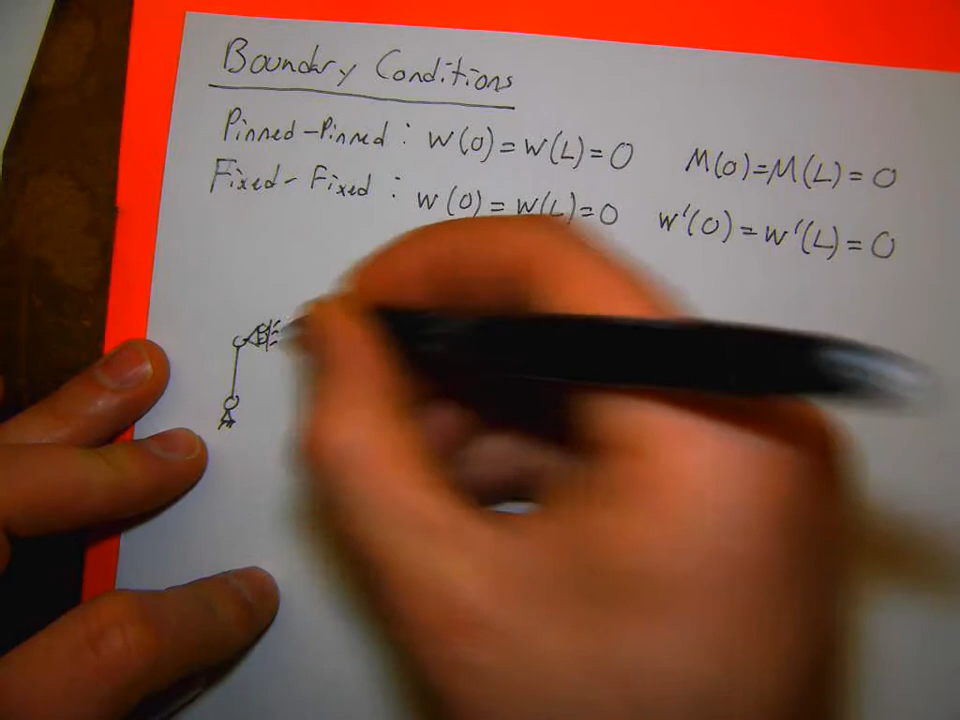 Boundary Conditions
Pinned-Pinned : w(0)=w(L)=0 M(0)=M(L)=0
Fixed-Fixed : w(0)=w(L)=0 w'(0)=w'(L)=0